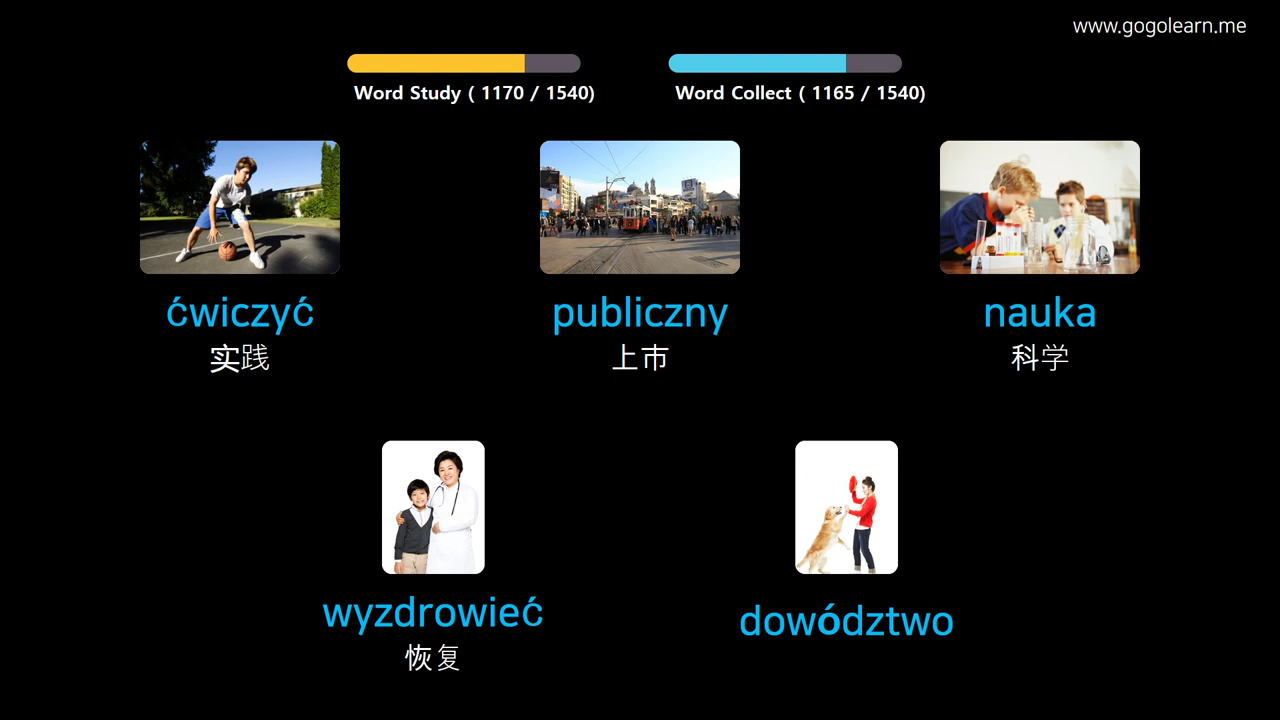 www.gogolearn.me
Word Study ( 1170 / 1540)
Word Collect ( 1165 / 1540)
ćwiczyć
实践
publiczny
上市
nauka
科学
wyzdrowieć
恢复
dowództwo